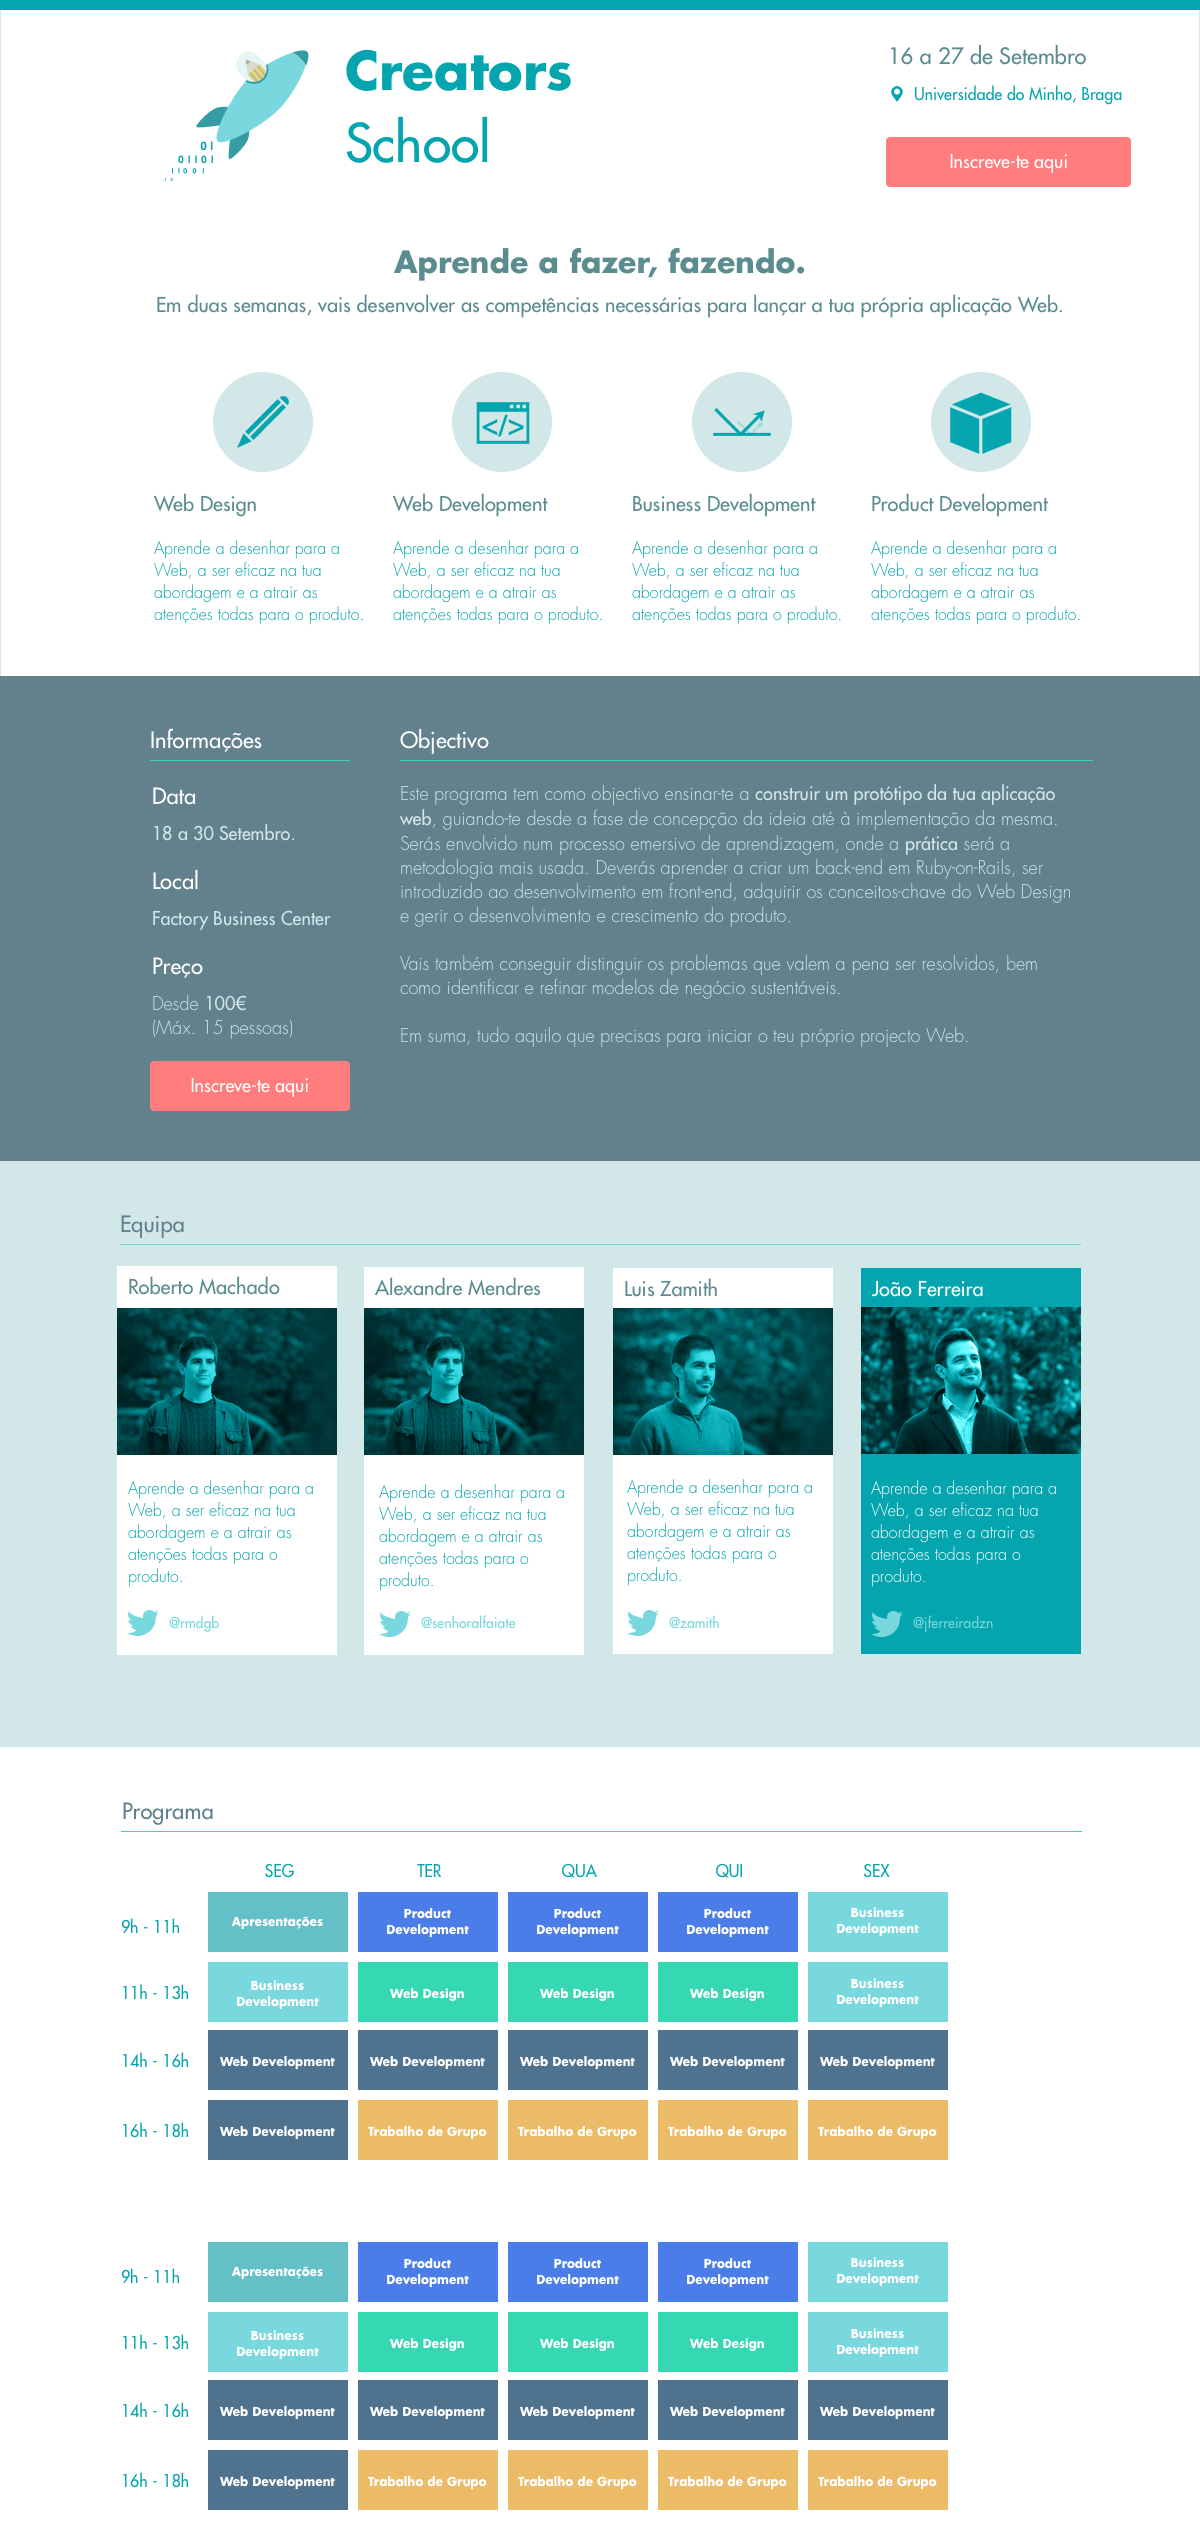 Creators
School
16 a 27 de Setembro
Universidade do Minho, Braga
Inscreve-te aqui
01
01101
11001
10
Aprende a fazer, fazendo.
Em duas semanas, vais desenvolver as competências necessárias para lançar a tua própria aplicação Web.
</>
Web Design
Aprende a desenhar para a
Web, a ser eficaz na tua
abordagem e a atrair as
atenções todas para o produto.
Web Development
Aprende a desenhar para a
Web, a ser eficaz na tua
abordagem e a atrair as
atenções todas para o produto.
Business Development
Aprende a desenhar para a
Web, a ser eficaz na tua
abordagem e a atrair as
atenções todas para o produto.
Product Development
Aprende a desenhar para a
Web, a ser eficaz na tua
abordagem e a atrair as
atenções todas para o produto.
Informações
Data
18 a 30 Setembro.
Local
Factory Business Center
Preço
Desde 100€
(Máx. 15 pessoas)
Inscreve-te aqui
Objectivo
Este programa tem como objectivo ensinar-te a construir um protótipo da tua aplicação
web, guiando-te desde a fase de concepção da ideia até à implementação da mesma.
Serás envolvido num processo emersivo de aprendizagem, onde a prática será a
metodologia mais usada. Deverás aprender a criar um back-end em Ruby-on-Rails, ser
introduzido ao desenvolvimento em front-end, adquirir os conceitos-chave do Web Design
e gerir o desenvolvimento e crescimento do produto.
Vais também conseguir distinguir os problemas que valem a pena ser resolvidos, bem
como identificar e refinar modelos de negócio sustentáveis.
Em suma, tudo aquilo que precisas para iniciar o teu próprio projecto Web.
Equipa
Roberto Machado
Aprende a desenhar para a
Web, a ser eficaz na tua
abordagem e a atrair as
atenções todas para o
produto.
@rmdgb
Alexandre Mendres
Aprende a desenhar para a
Web, a ser eficaz na tua
abordagem e a atrair as
atenções todas para o
produto.
@senhoralfaiate
Luis Zamith
Aprende a desenhar para a
Web, a ser eficaz na tua
abordagem e a atrair as
atenções todas para o
produto.
@zamith
João Ferreira
Aprende a desenhar para a
Web, a ser eficaz na tua
abordagem e a atrair as
atenções todas para o
produto.
@jferreiradzn
Programa
SEG TER QUA QUI SEX
9h - 11h
Apresentações
Product
Development
Product
Development
Product
Development
Business
Development
11h - 13h
Business
Development
Web Design
Web Design
Web Design
Business
Development
14h - 16h
Web Development
Web Development
Web Development
Web Development
Web Development
16h - 18h
Web Development
Trabalho de Grupo
Trabalho de Grupo
Trabalho de Grupo
Trabalho de Grupo
9h - 11h
Apresentações
Product
Development
Product
Development
Product
Development
Business
Development
11h - 13h
Business
Development
Web Design
Web Design
Web Design
Business
Development
14h - 16h
Web Development
Web Development
Web Development
Web Development
Web Development
16h - 18h
Web Development
Trabalho de Grupo
Trabalho de Grupo
Trabalho de Grupo
Trabalho de Grupo